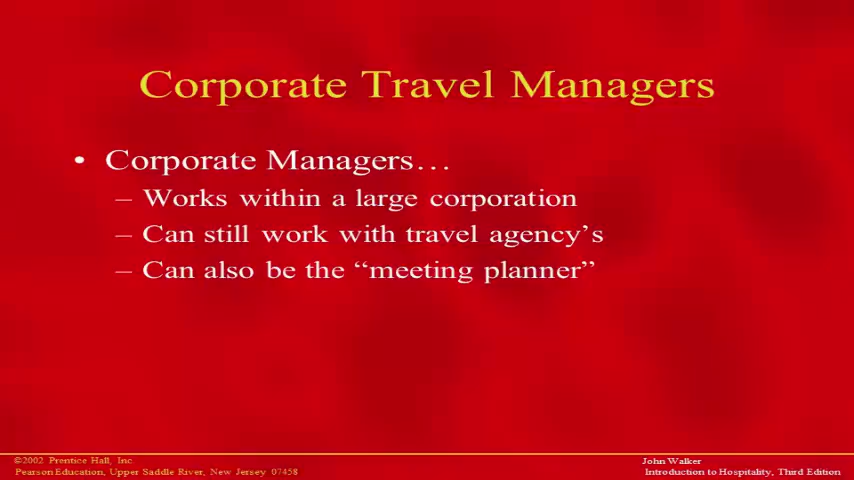 Corporate Travel Managers
• Corporate Managers…
– Works within a large corporation
– Can still work with travel agency’s
– Can also be the “meeting planner”
©2002 Prentice Hall, Inc.
Pearson Education, Upper Saddle River, New Jersey 07458
John Walker
Introduction to Hospitality, Third Edition